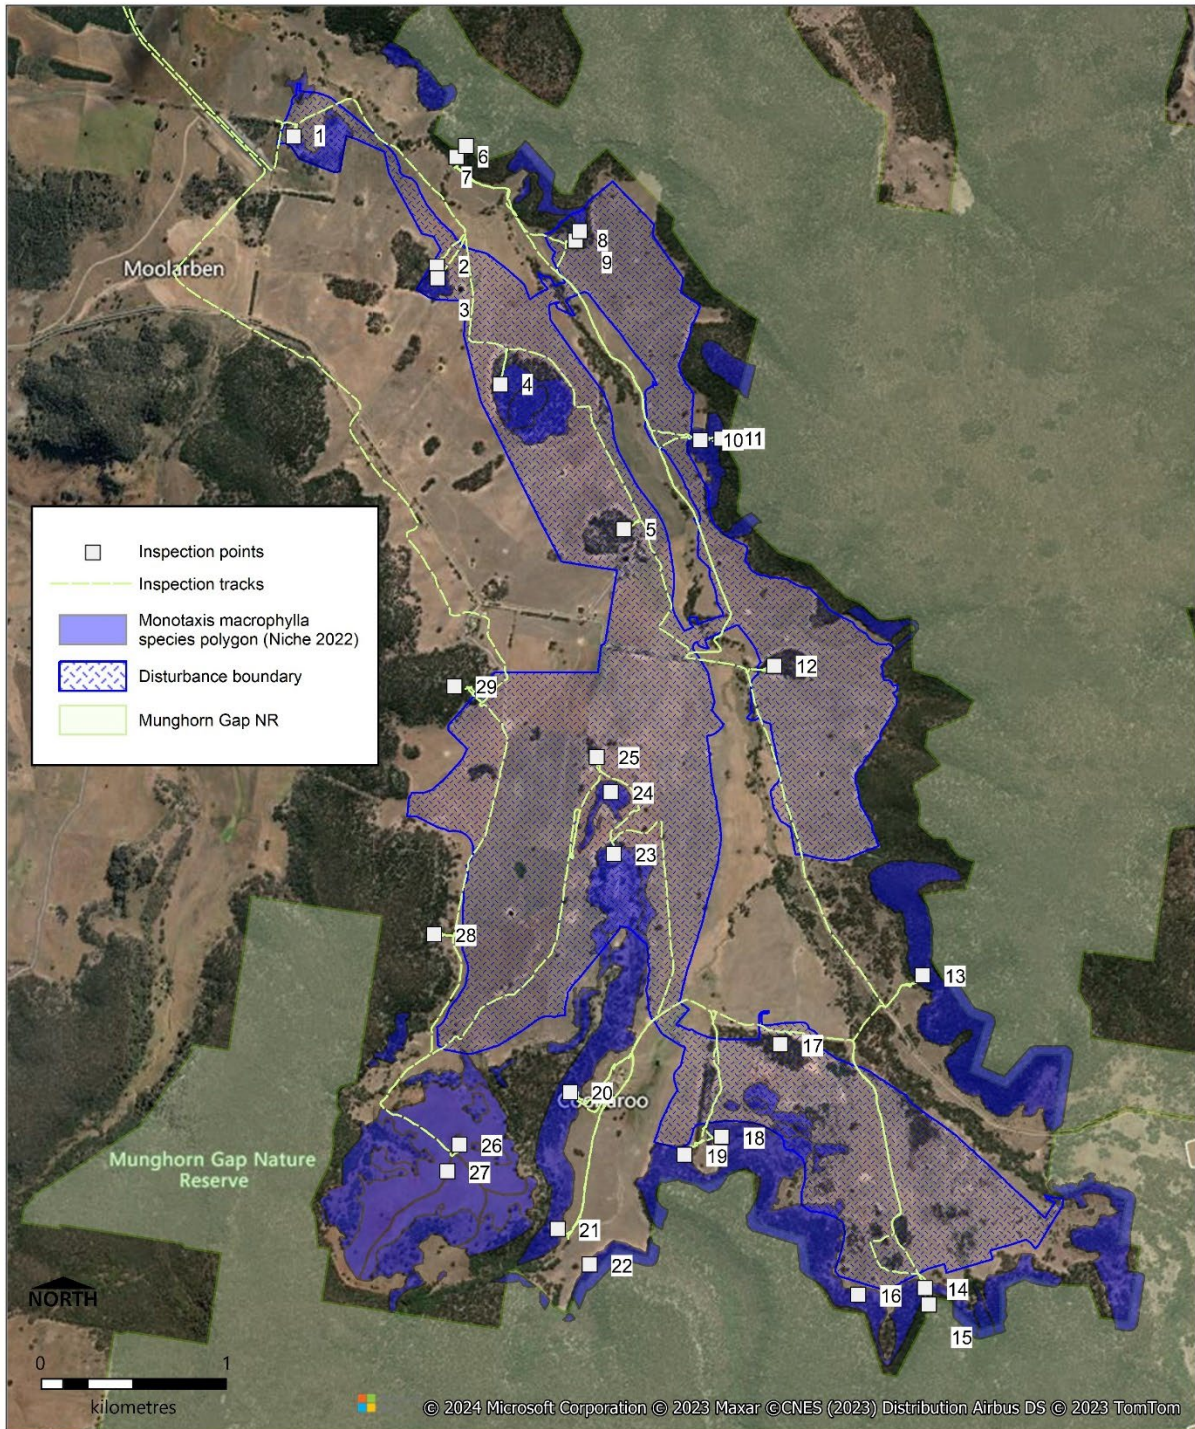 1
6
7
8
9
Moolarben
2
3
4
10
11
5
Inspection points
Inspection tracks
Monotaxis macrophylla
species polygon (Niche 2022)
Disturbance boundary
Munghorn Gap NR
12
29
25
24
23
28
13
17
20
18
19
26
27
Munghorn Gap Nature
Reserve
21
22
14
16
15
NORTH
0 1
kilometres
© 2024 Microsoft Corporation © 2023 Maxar ©CNES (2023) Distribution Airbus DS © 2023 TomTom